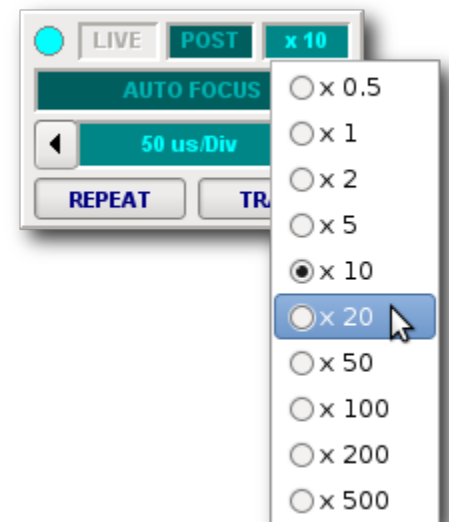 LIVE POST x 10
AUTO FOCUS
50 us/Div
REPEAT
x 0.5
x 1
x 2
x 5
x 10
x 20
x 50
x 100
x 200
x 500